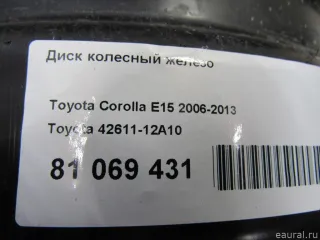 Диск колесный железо
Toyota Corolla E15 2006-2013
Toyota 42611-12A10
81 069 431
eaural.ru